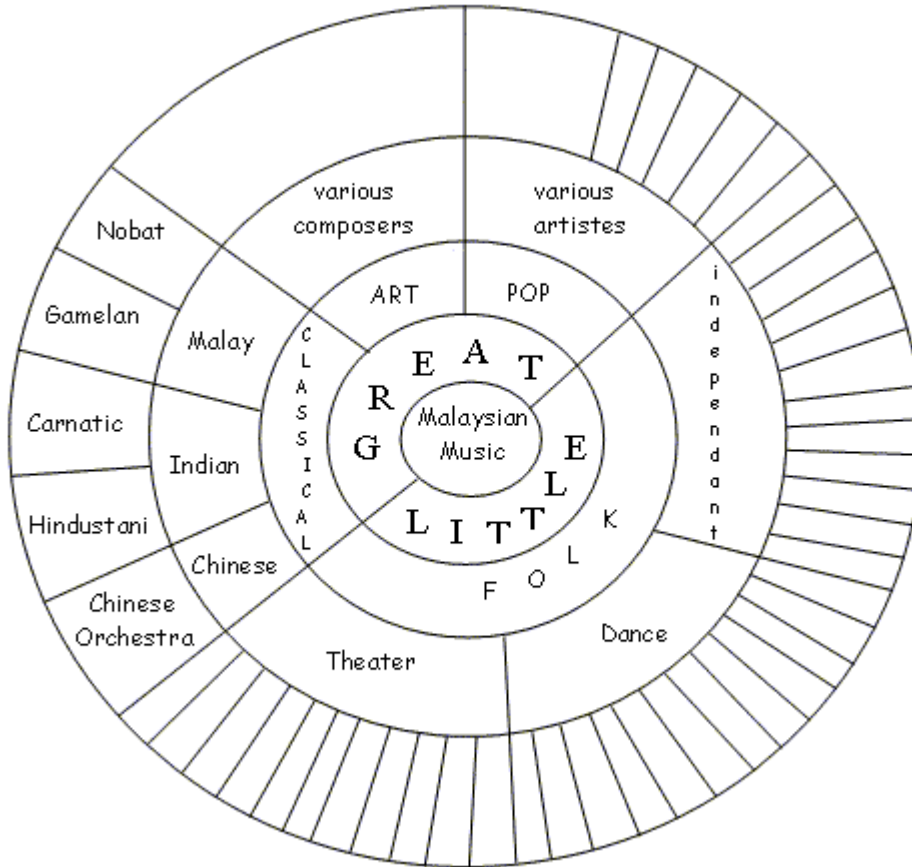 various
composers
various
artistes
Nobat
Gamelan
Carnatic
Hindustani
Chinese
Orchestra
Malay
Indian
Chinese
CLASSICAL
ART
POP
GREAT
Malaysian
Music
LITTLE
FOLK
independant
Theater
Dance